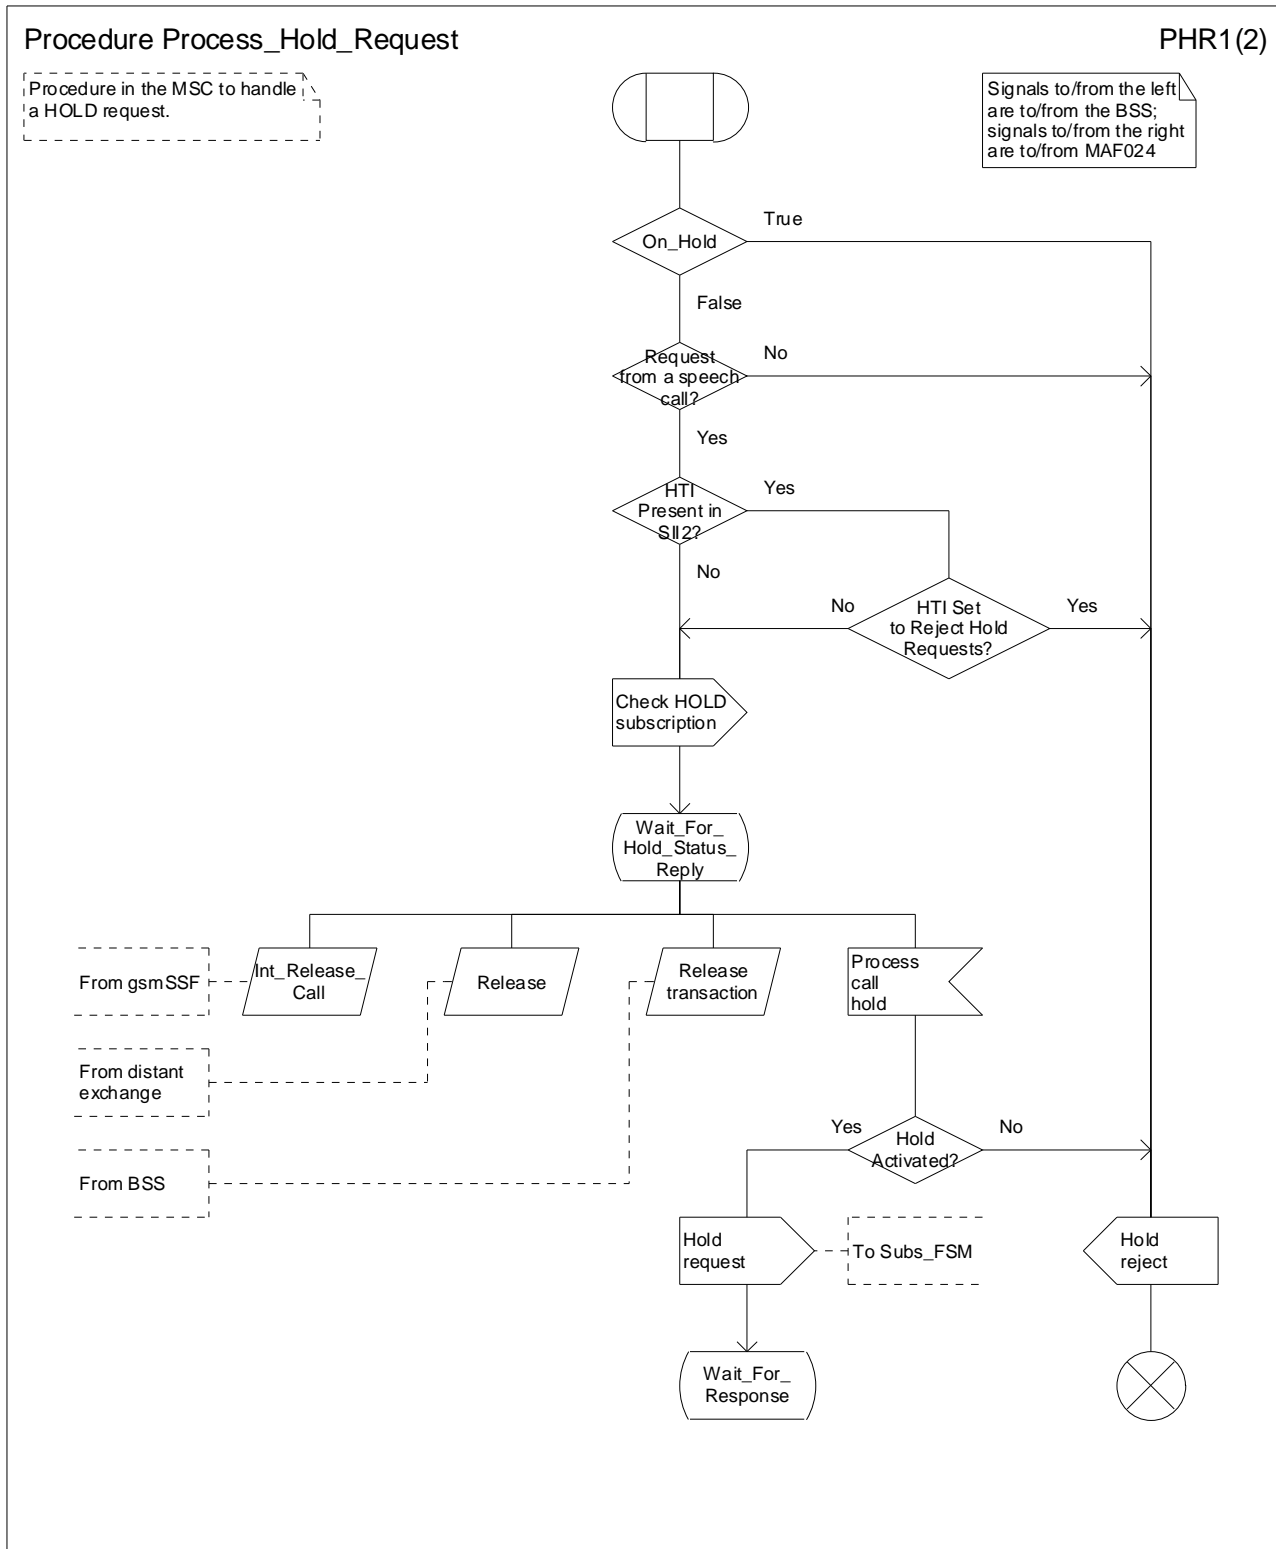 Procedure Process_Hold_Request
PHR1(2)
Procedure in the MSC to handle
a HOLD request.
Signals to/from the left
are to/from the BSS;
signals to/from the right
are to/from MAF024
True
On_Hold
False
Request
from a speech
call?
No
Yes
HTI
Present in
SII2?
Yes
No
No
HTI Set
to Reject Hold
Requests?
Yes
Check HOLD
subscription
Wait_For_
Hold_Status_
Reply
From gsmSSF
Int_Release_
Call
Release
Release
transaction
Process
call
hold
From distant
exchange
Yes
Hold
Activated?
No
From BSS
Hold
request
To Subs_FSM
Hold
reject
Wait_For_
Response